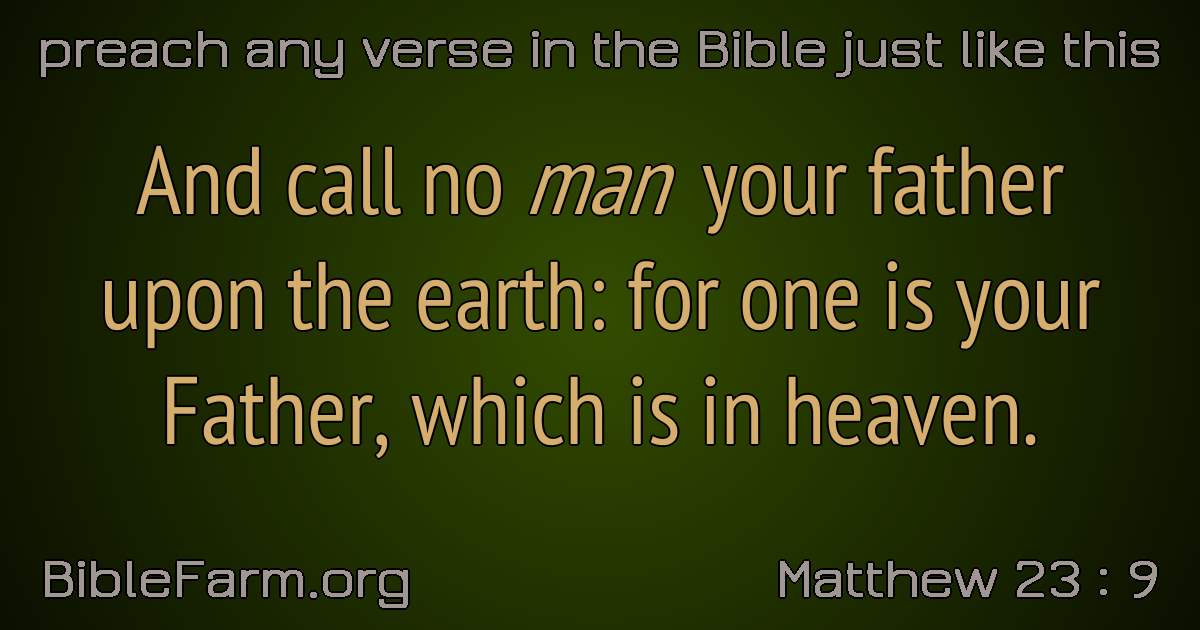 preach any verse in the Bible just like this
And call no man your father
upon the earth: for one is your
Father, which is in heaven.
BibleFarm.org
Matthew 23 : 9